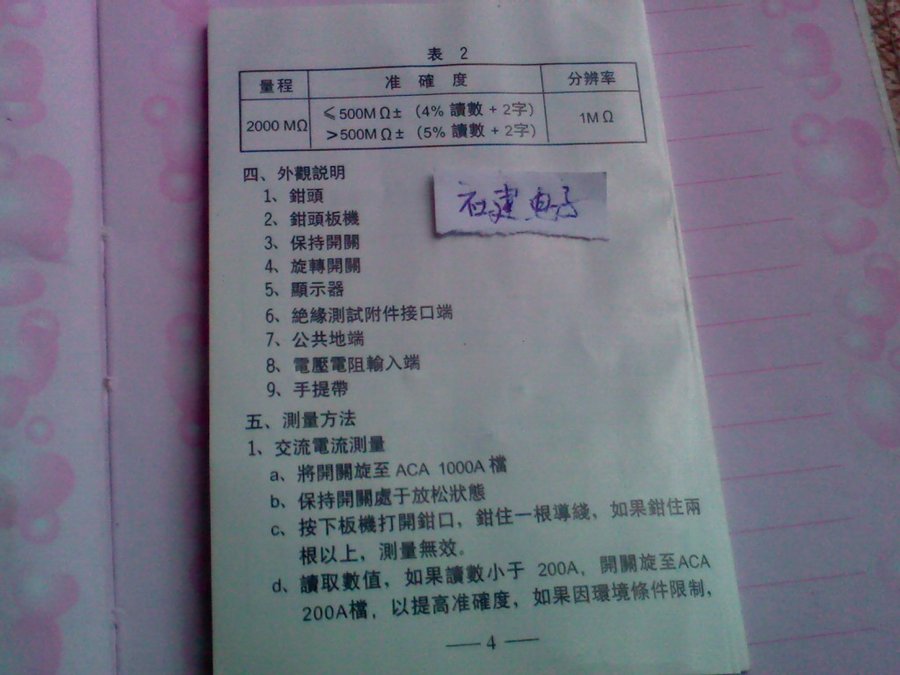 表 2
量程 准確度 分辨率
2000 MΩ ≤500MΩ± (4% 讀數 + 2字) 1MΩ
>500MΩ± (5% 讀數 + 2字)
四、外觀説明
1、鉗頭
2、鉗頭板機
3、保持開關
4、旋轉開關
5、顯示器
6、絶緣測試附件接口端
7、公共地端
8、電壓電阻輸入端
9、手提帶
五、測量方法
1、交流電流測量
a、將開關旋至 ACA 1000A 檔
b、保持開關處于放松狀態
c、按下板機打開鉗口，鉗住一根導綫，如果鉗住兩
根以上，測量無效。
d、讀取數值，如果讀數小于 200A，開關旋至ACA
200A檔，以提高准確度，如果因環境條件限制，
— 4 —